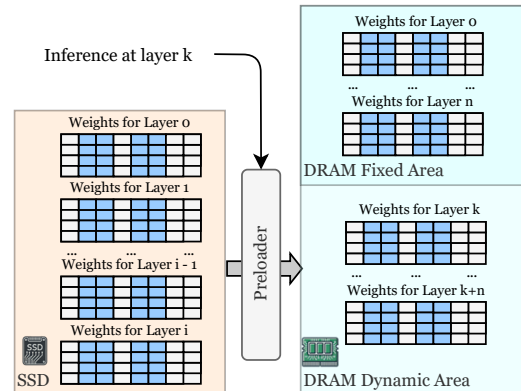 Inference at layer k
Weights for Layer 0
Weights for Layer 1
...
...
...
Weights for Layer i - 1
Weights for Layer i
SSD
SSD
Preloader
Weights for Layer 0
...
...
...
Weights for Layer n
DRAM Fixed Area
Weights for Layer k
...
...
...
Weights for Layer k+n
DRAM Dynamic Area